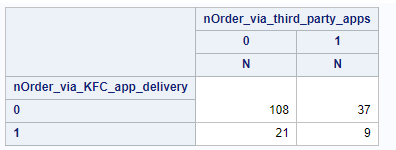 nOrder_via_third_party_apps
0 1
N N
nOrder_via_KFC_app_delivery
0 108 37
1 21 9